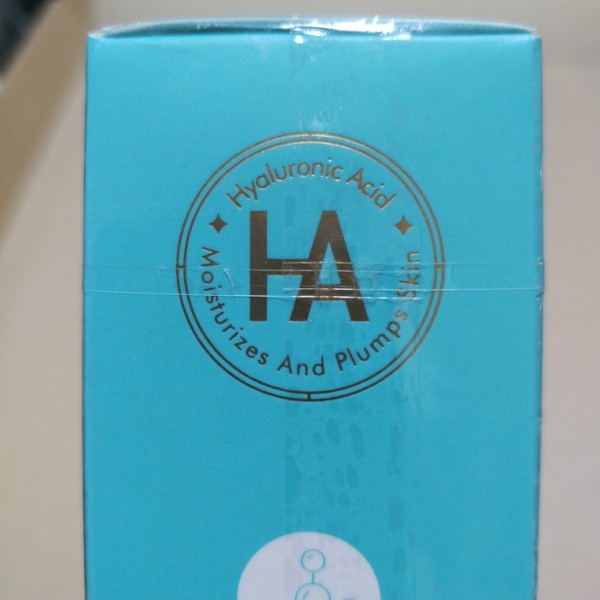 Hyaluronic Acid
HA
Moisturizes And Plumps Skin